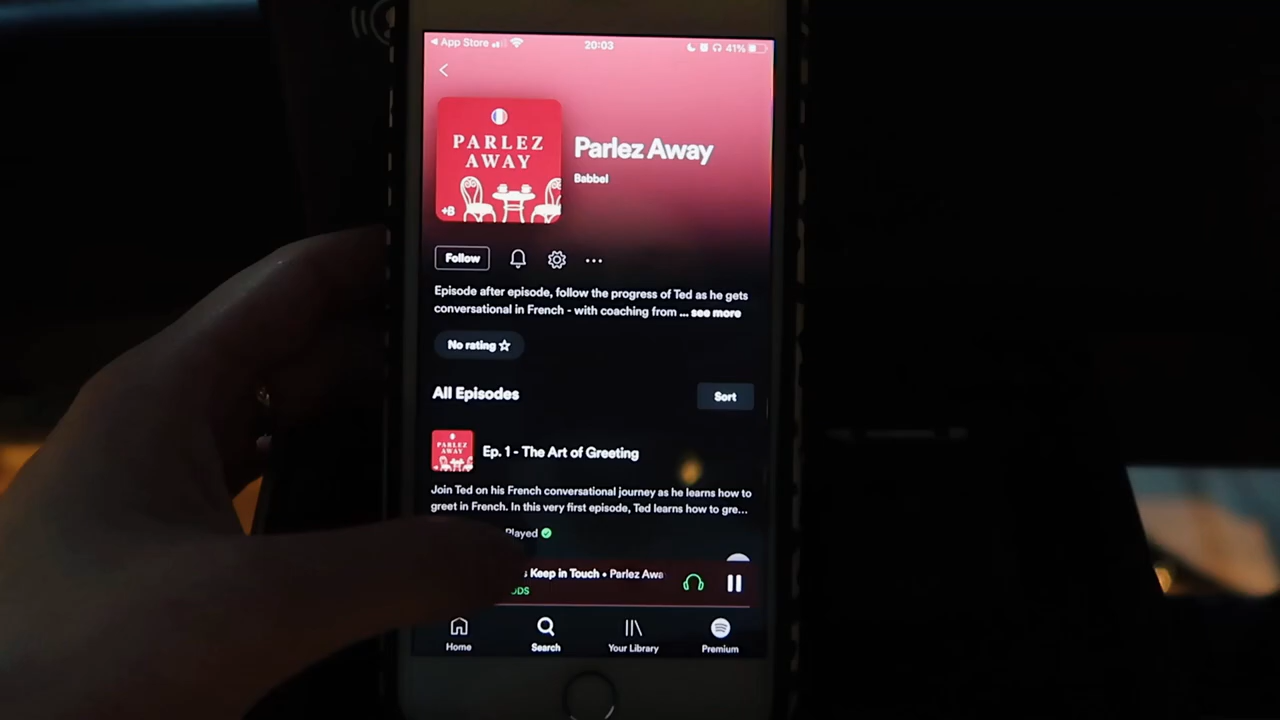 App Store
20:03
41%
PARLEZ
AWAY
+B
Parlez Away
Babbel
Follow
Episode after episode, follow the progress of Ted as he gets
conversational in French - with coaching from ... see more
No rating
All Episodes
Sort
PARLEZ
AWAY
Ep. 1 - The Art of Greeting
Join Ted on his French conversational journey as he learns how to
greet in French. In this very first episode, Ted learns how to gre...
Played
Keep in Touch • Parlez Awa
Home
Search
Your Library
Premium